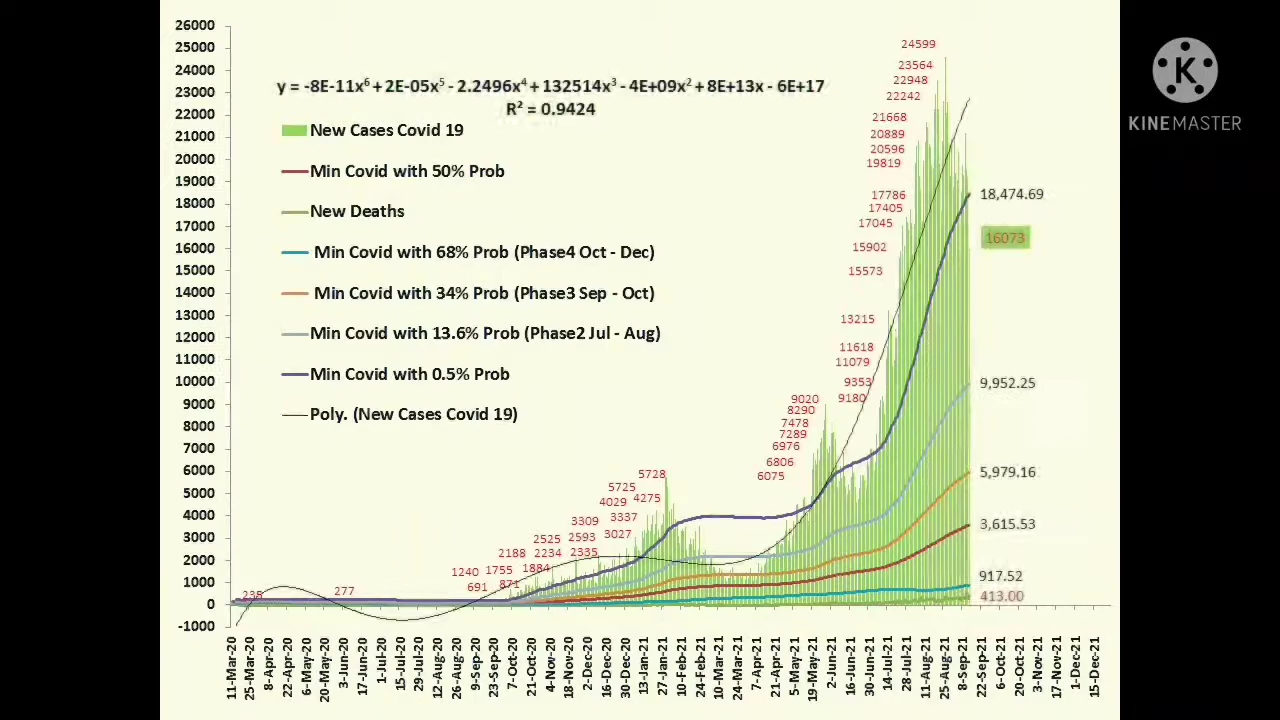 26000
25000
24000
23000
22000
21000
20000
19000
18000
17000
16000
15000
14000
13000
12000
11000
10000
9000
8000
7000
6000
5000
4000
3000
2000
1000
0
-1000
y = -8E-11x⁶ + 2E-05x⁵ - 2.2496x⁴ + 132514x³ - 4E+09x² + 8E+13x - 6E+17
R² = 0.9424
New Cases Covid 19
Min Covid with 50% Prob
New Deaths
Min Covid with 68% Prob (Phase4 Oct - Dec)
Min Covid with 34% Prob (Phase3 Sep - Oct)
Min Covid with 13.6% Prob (Phase2 Jul - Aug)
Min Covid with 0.5% Prob
Poly. (New Cases Covid 19)
235
277
1240
691
1755
871
2188
1884
2525
2234
3309
2593
2335
5725
4029
3337
3027
5728
4275
6075
6806
6976
7289
7478
8290
9020
9180
9353
11079
11618
13215
15573
15902
17045
17405
17786
19819
20596
20889
21668
22242
22948
23564
24599
18,474.69
16073
9,952.25
5,979.16
3,615.53
917.52
413.00
11-Mar-20
25-Mar-20
8-Apr-20
22-Apr-20
6-May-20
20-May-20
3-Jun-20
17-Jun-20
1-Jul-20
15-Jul-20
29-Jul-20
12-Aug-20
26-Aug-20
9-Sep-20
23-Sep-20
7-Oct-20
21-Oct-20
4-Nov-20
18-Nov-20
2-Dec-20
16-Dec-20
30-Dec-20
13-Jan-21
27-Jan-21
10-Feb-21
24-Feb-21
10-Mar-21
24-Mar-21
7-Apr-21
21-Apr-21
5-May-21
19-May-21
2-Jun-21
16-Jun-21
30-Jun-21
14-Jul-21
28-Jul-21
11-Aug-21
25-Aug-21
8-Sep-21
22-Sep-21
6-Oct-21
20-Oct-21
3-Nov-21
17-Nov-21
1-Dec-21
15-Dec-21
K
KINEMASTER